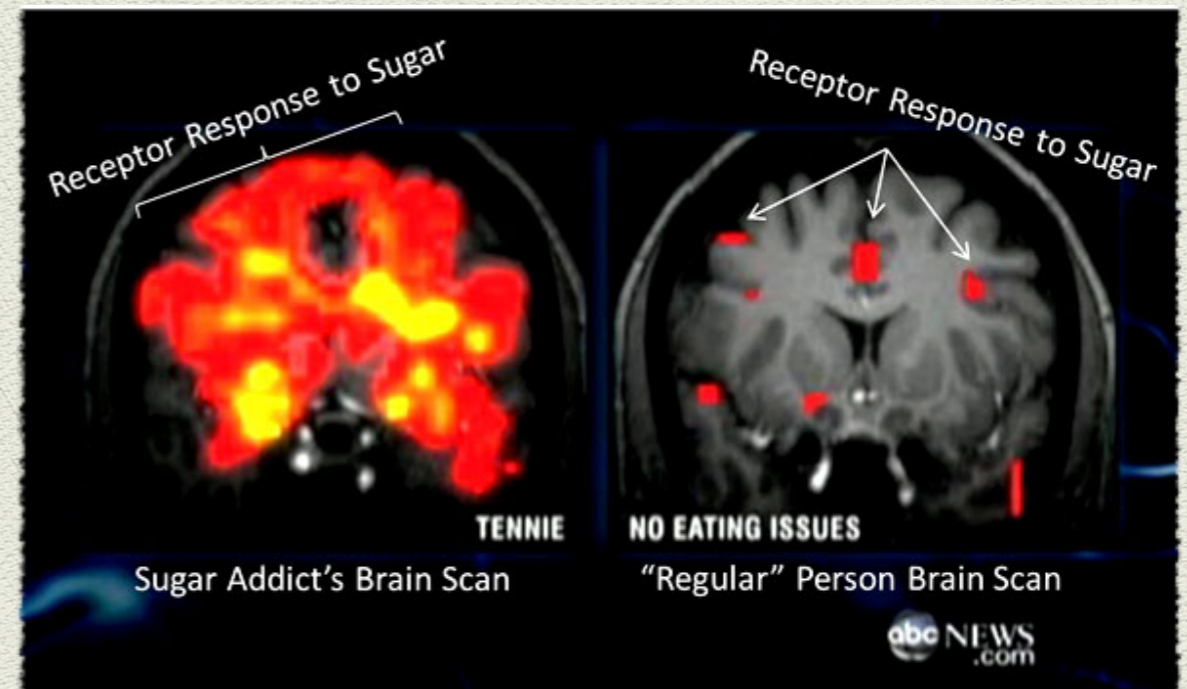 Receptor Response to Sugar
Receptor Response to Sugar
TENNIE
NO EATING ISSUES
Sugar Addict's Brain Scan
“Regular” Person Brain Scan
abc NEWS
.com